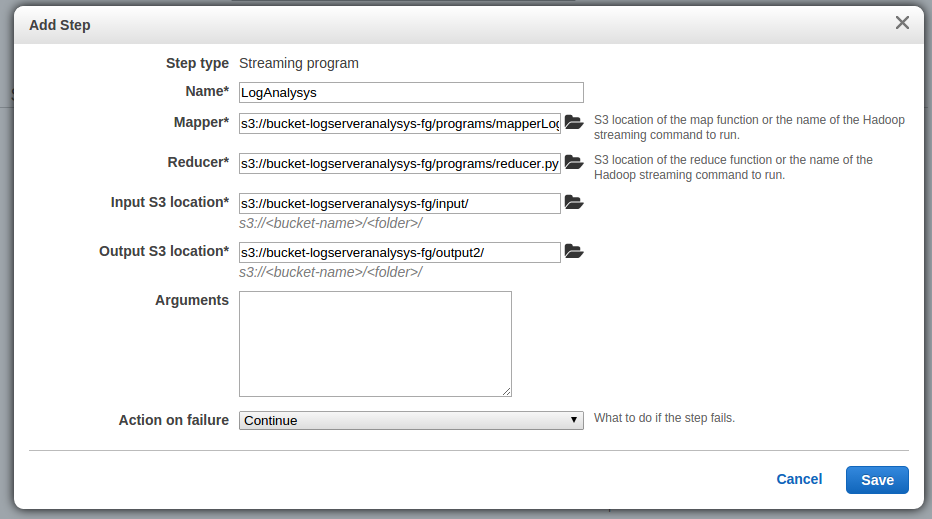 Add Step
Step type Streaming program
Name* LogAnalysys
Mapper* s3://bucket-logserveranalysys-fg/programs/mapperLog
S3 location of the map function or the name of the Hadoop
streaming command to run.
Reducer* s3://bucket-logserveranalysys-fg/programs/reducer.py
S3 location of the reduce function or the name of the
Hadoop streaming command to run.
Input S3 location* s3://bucket-logserveranalysys-fg/input/
s3://<bucket-name>/<folder>/
Output S3 location* s3://bucket-logserveranalysys-fg/output2/
s3://<bucket-name>/<folder>/
Arguments
Action on failure Continue What to do if the step fails.
Cancel Save